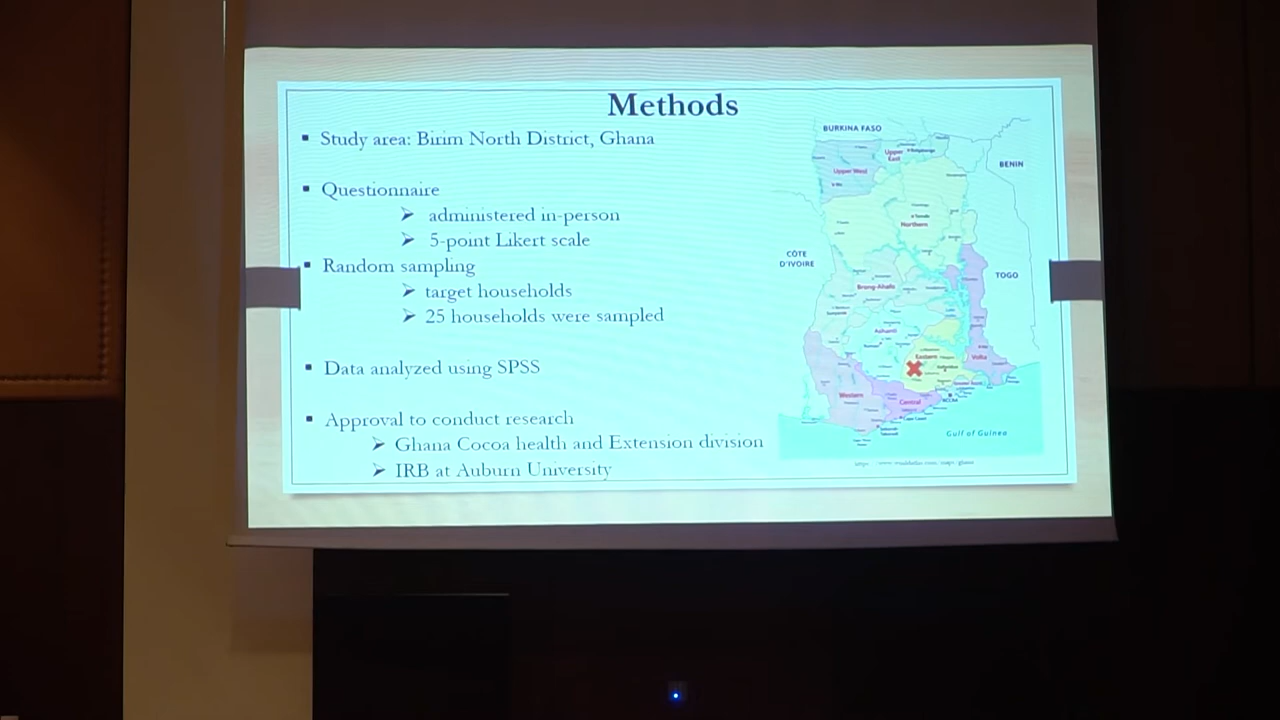 Methods
▪ Study area: Birim North District, Ghana
▪ Questionnaire
➤ administered in-person
➤ 5-point Likert scale
▪ Random sampling
➤ target households
➤ 25 households were sampled
▪ Data analyzed using SPSS
▪ Approval to conduct research
➤ Ghana Cocoa health and Extension division
➤ IRB at Auburn University
BURKINA FASO
BENIN
Upper East
Upper West
Northern
CÔTE
D'IVOIRE
TOGO
Brong-Ahafo
Ashanti
Eastern
Volta
Western
Central
Gulf of Guinea